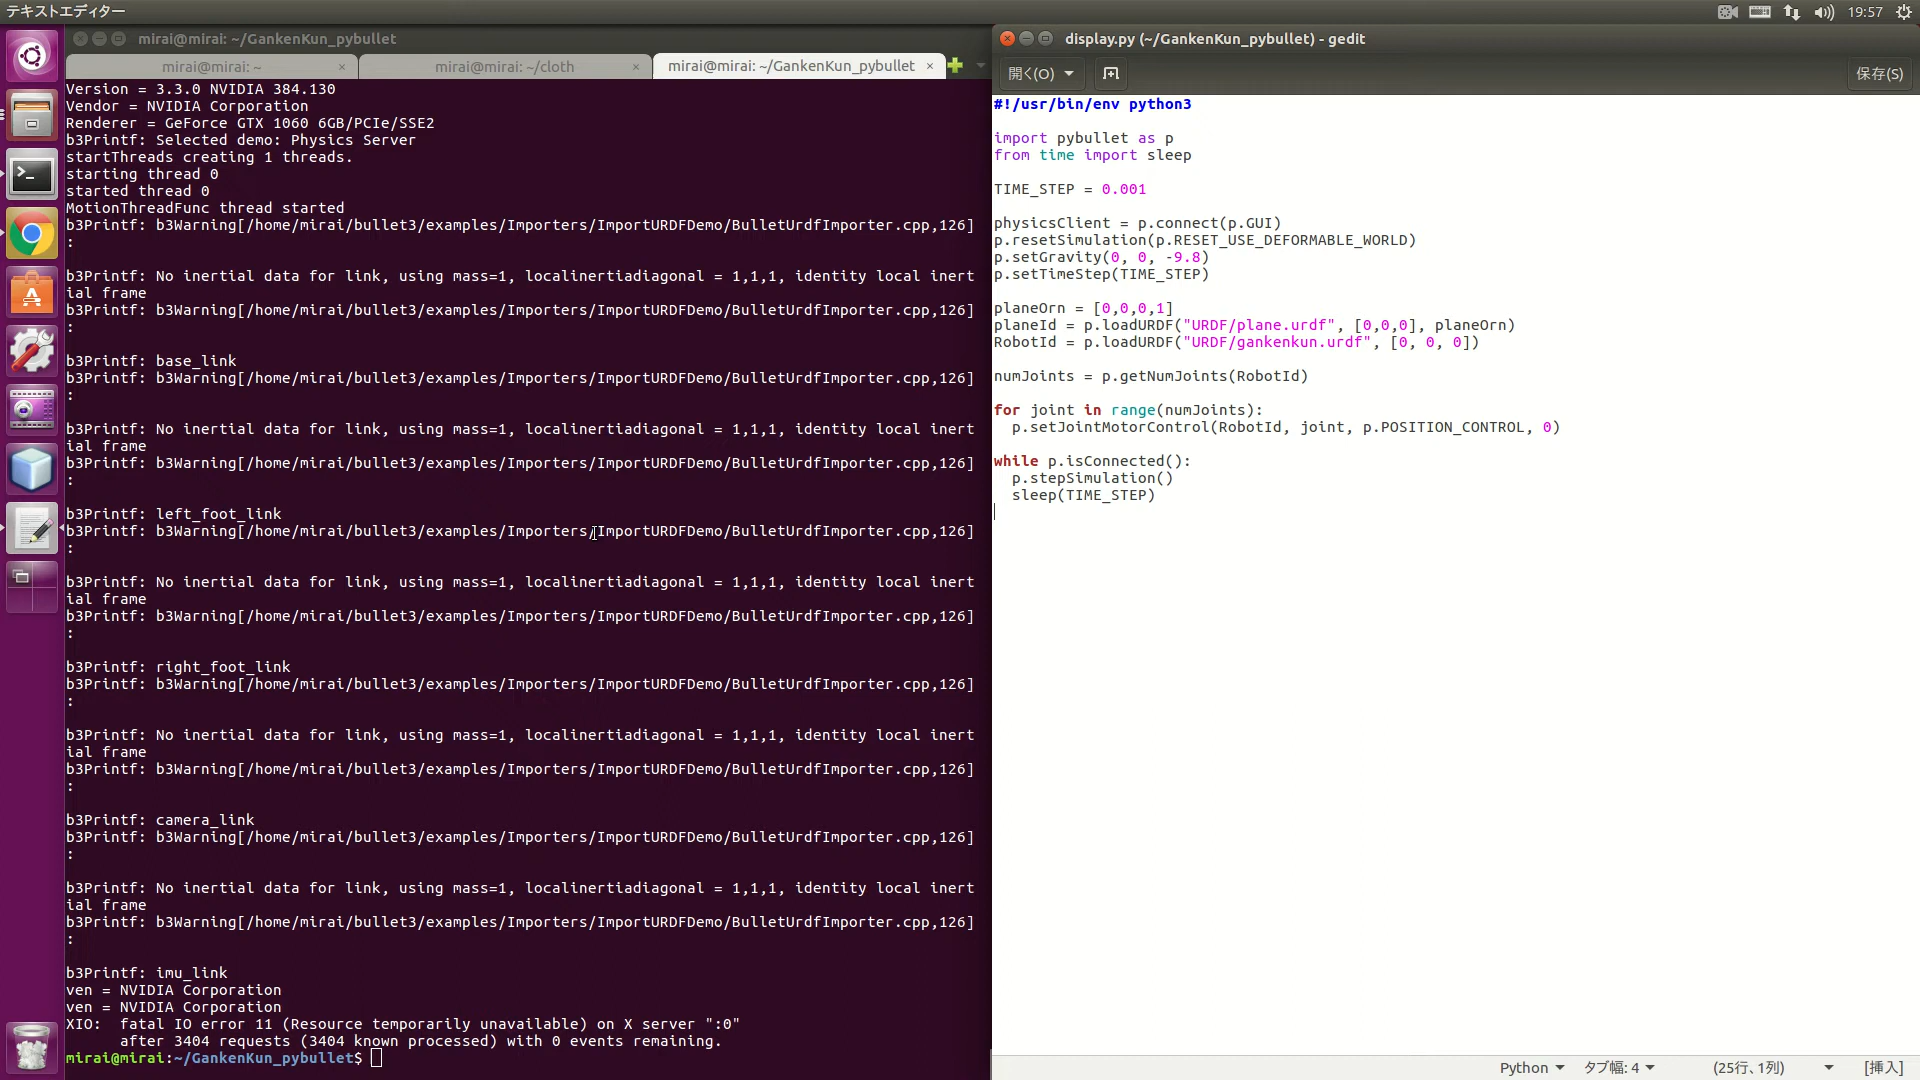 テキストエディター
19:57
mirai@mirai: ~/GankenKun_pybullet
mirai@mirai: ~ ×
mirai@mirai: ~/cloth ×
mirai@mirai: ~/GankenKun_pybullet ×
Version = 3.3.0 NVIDIA 384.130
Vendor = NVIDIA Corporation
Renderer = GeForce GTX 1060 6GB/PCIe/SSE2
b3Printf: Selected demo: Physics Server
startThreads creating 1 threads.
starting thread 0
started thread 0
MotionThreadFunc thread started
b3Printf: b3Warning[/home/mirai/bullet3/examples/Importers/ImportURDFDemo/BulletUrdfImporter.cpp,126]
:
b3Printf: No inertial data for link, using mass=1, localinertiadiagonal = 1,1,1, identity local inert
ial frame
b3Printf: b3Warning[/home/mirai/bullet3/examples/Importers/ImportURDFDemo/BulletUrdfImporter.cpp,126]
:
b3Printf: base_link
b3Printf: b3Warning[/home/mirai/bullet3/examples/Importers/ImportURDFDemo/BulletUrdfImporter.cpp,126]
:
b3Printf: No inertial data for link, using mass=1, localinertiadiagonal = 1,1,1, identity local inert
ial frame
b3Printf: b3Warning[/home/mirai/bullet3/examples/Importers/ImportURDFDemo/BulletUrdfImporter.cpp,126]
:
b3Printf: left_foot_link
b3Printf: b3Warning[/home/mirai/bullet3/examples/Importers/ImportURDFDemo/BulletUrdfImporter.cpp,126]
:
b3Printf: No inertial data for link, using mass=1, localinertiadiagonal = 1,1,1, identity local inert
ial frame
b3Printf: b3Warning[/home/mirai/bullet3/examples/Importers/ImportURDFDemo/BulletUrdfImporter.cpp,126]
:
b3Printf: right_foot_link
b3Printf: b3Warning[/home/mirai/bullet3/examples/Importers/ImportURDFDemo/BulletUrdfImporter.cpp,126]
:
b3Printf: No inertial data for link, using mass=1, localinertiadiagonal = 1,1,1, identity local inert
ial frame
b3Printf: b3Warning[/home/mirai/bullet3/examples/Importers/ImportURDFDemo/BulletUrdfImporter.cpp,126]
:
b3Printf: camera_link
b3Printf: b3Warning[/home/mirai/bullet3/examples/Importers/ImportURDFDemo/BulletUrdfImporter.cpp,126]
:
b3Printf: No inertial data for link, using mass=1, localinertiadiagonal = 1,1,1, identity local inert
ial frame
b3Printf: b3Warning[/home/mirai/bullet3/examples/Importers/ImportURDFDemo/BulletUrdfImporter.cpp,126]
:
b3Printf: imu_link
ven = NVIDIA Corporation
ven = NVIDIA Corporation
XIO:  fatal IO error 11 (Resource temporarily unavailable) on X server ":0"
      after 3404 requests (3404 known processed) with 0 events remaining.
mirai@mirai:~/GankenKun_pybullet$
display.py (~/GankenKun_pybullet) - gedit
開く(O)
保存(S)
#!/usr/bin/env python3
import pybullet as p
from time import sleep
TIME_STEP = 0.001
physicsClient = p.connect(p.GUI)
p.resetSimulation(p.RESET_USE_DEFORMABLE_WORLD)
p.setGravity(0, 0, -9.8)
p.setTimeStep(TIME_STEP)
planeOrn = [0,0,0,1]
planeId = p.loadURDF("URDF/plane.urdf", [0,0,0], planeOrn)
RobotId = p.loadURDF("URDF/gankenkun.urdf", [0, 0, 0])
numJoints = p.getNumJoints(RobotId)
for joint in range(numJoints):
  p.setJointMotorControl(RobotId, joint, p.POSITION_CONTROL, 0)
while p.isConnected():
  p.stepSimulation()
  sleep(TIME_STEP)
Python
タブ幅: 4
(25行、1列)
[挿入]